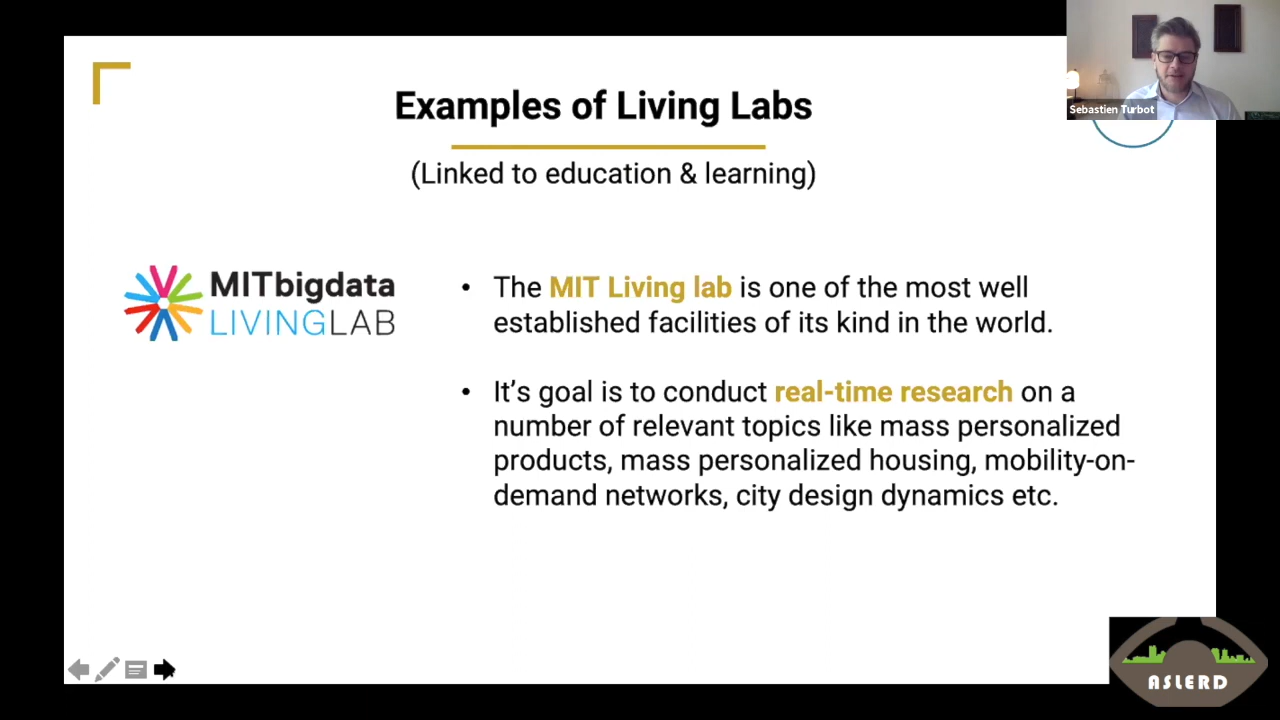 Examples of Living Labs
(Linked to education & learning)
Sebastien Turbot
MITbigdata
LIVINGLAB
• The MIT Living lab is one of the most well
established facilities of its kind in the world.
• It’s goal is to conduct real-time research on a
number of relevant topics like mass personalized
products, mass personalized housing, mobility-on-
demand networks, city design dynamics etc.
ASLERD